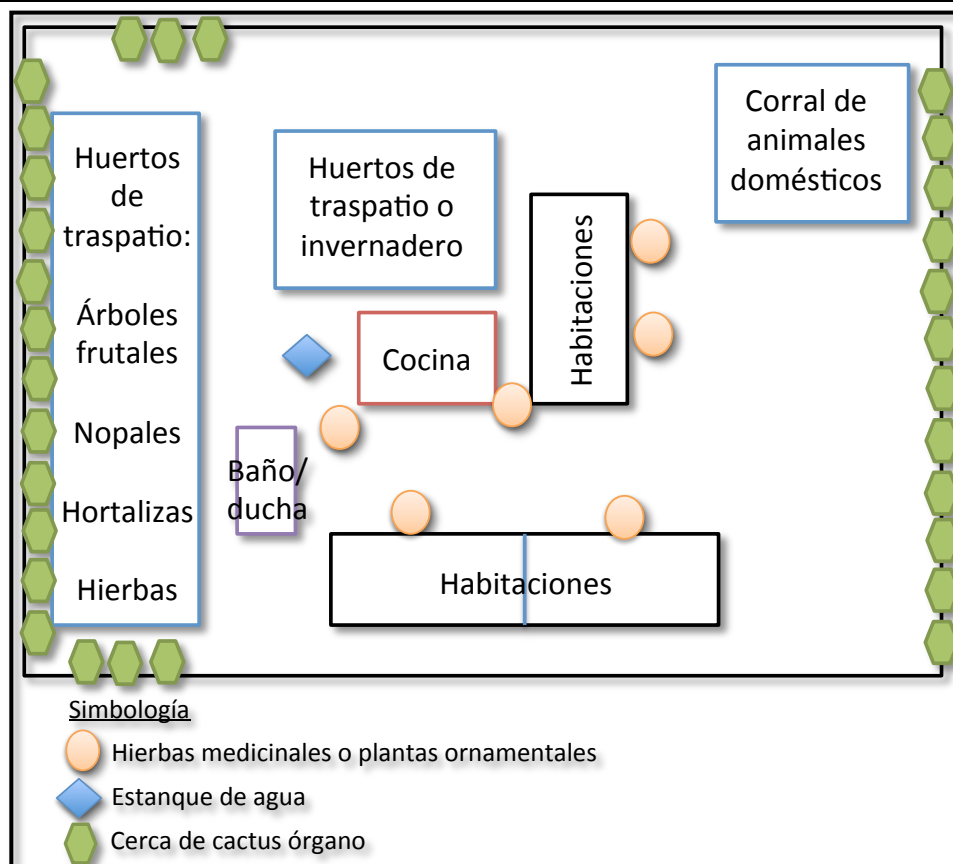 Huertos
de
traspatio:
Árboles
frutales
Nopales
Hortalizas
Hierbas
Huertos de
traspatio o
invernadero
Corral de
animales
domésticos
Habitaciones
Cocina
Baño/
ducha
Habitaciones
Simbología
Hierbas medicinales o plantas ornamentales
Estanque de agua
Cerca de cactus órgano